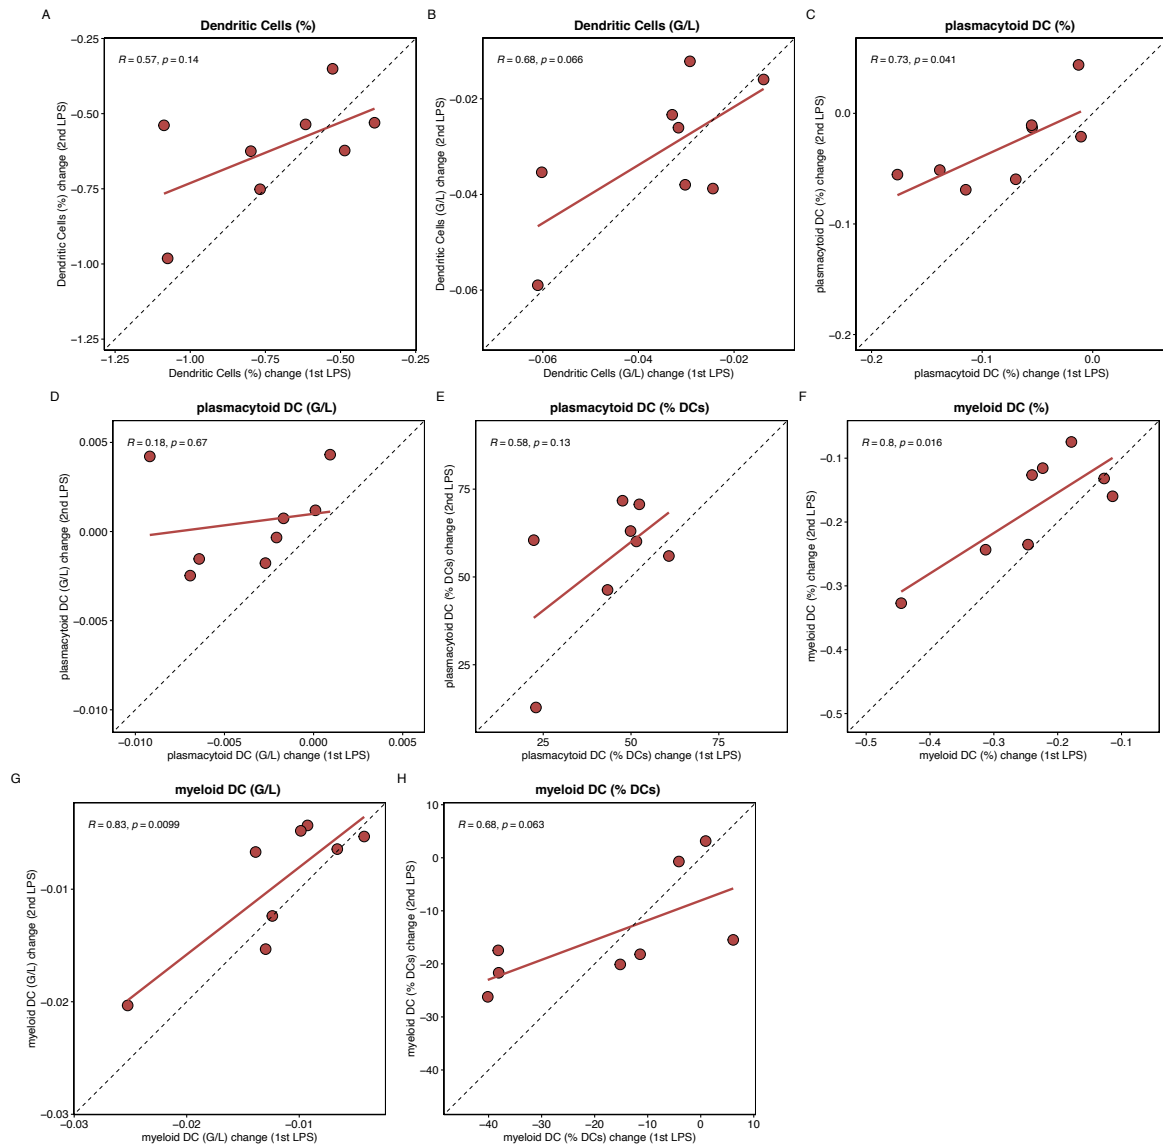 A
Dendritic Cells (%)
R = 0.57, p = 0.14
Dendritic Cells (%) change (2nd LPS)
−0.25
−0.50
−0.75
−1.00
−1.25
−1.25 −1.00 −0.75 −0.50 −0.25
Dendritic Cells (%) change (1st LPS)
B
Dendritic Cells (G/L)
R = 0.68, p = 0.066
Dendritic Cells (G/L) change (2nd LPS)
−0.02
−0.04
−0.06
−0.06 −0.04 −0.02
Dendritic Cells (G/L) change (1st LPS)
C
plasmacytoid DC (%)
R = 0.73, p = 0.041
plasmacytoid DC (%) change (2nd LPS)
0.0
−0.1
−0.2
−0.2 −0.1 0.0
plasmacytoid DC (%) change (1st LPS)
D
plasmacytoid DC (G/L)
R = 0.18, p = 0.67
plasmacytoid DC (G/L) change (2nd LPS)
0.005
0.000
−0.005
−0.010
−0.010 −0.005 0.000 0.005
plasmacytoid DC (G/L) change (1st LPS)
E
plasmacytoid DC (% DCs)
R = 0.58, p = 0.13
plasmacytoid DC (% DCs) change (2nd LPS)
75
50
25
25 50 75
plasmacytoid DC (% DCs) change (1st LPS)
F
myeloid DC (%)
R = 0.8, p = 0.016
myeloid DC (%) change (2nd LPS)
−0.1
−0.2
−0.3
−0.4
−0.5
−0.5 −0.4 −0.3 −0.2 −0.1
myeloid DC (%) change (1st LPS)
G
myeloid DC (G/L)
R = 0.83, p = 0.0099
myeloid DC (G/L) change (2nd LPS)
−0.01
−0.02
−0.03
−0.03 −0.02 −0.01
myeloid DC (G/L) change (1st LPS)
H
myeloid DC (% DCs)
R = 0.68, p = 0.063
myeloid DC (% DCs) change (2nd LPS)
10
0
−10
−20
−30
−40
−40 −30 −20 −10 0 10
myeloid DC (% DCs) change (1st LPS)